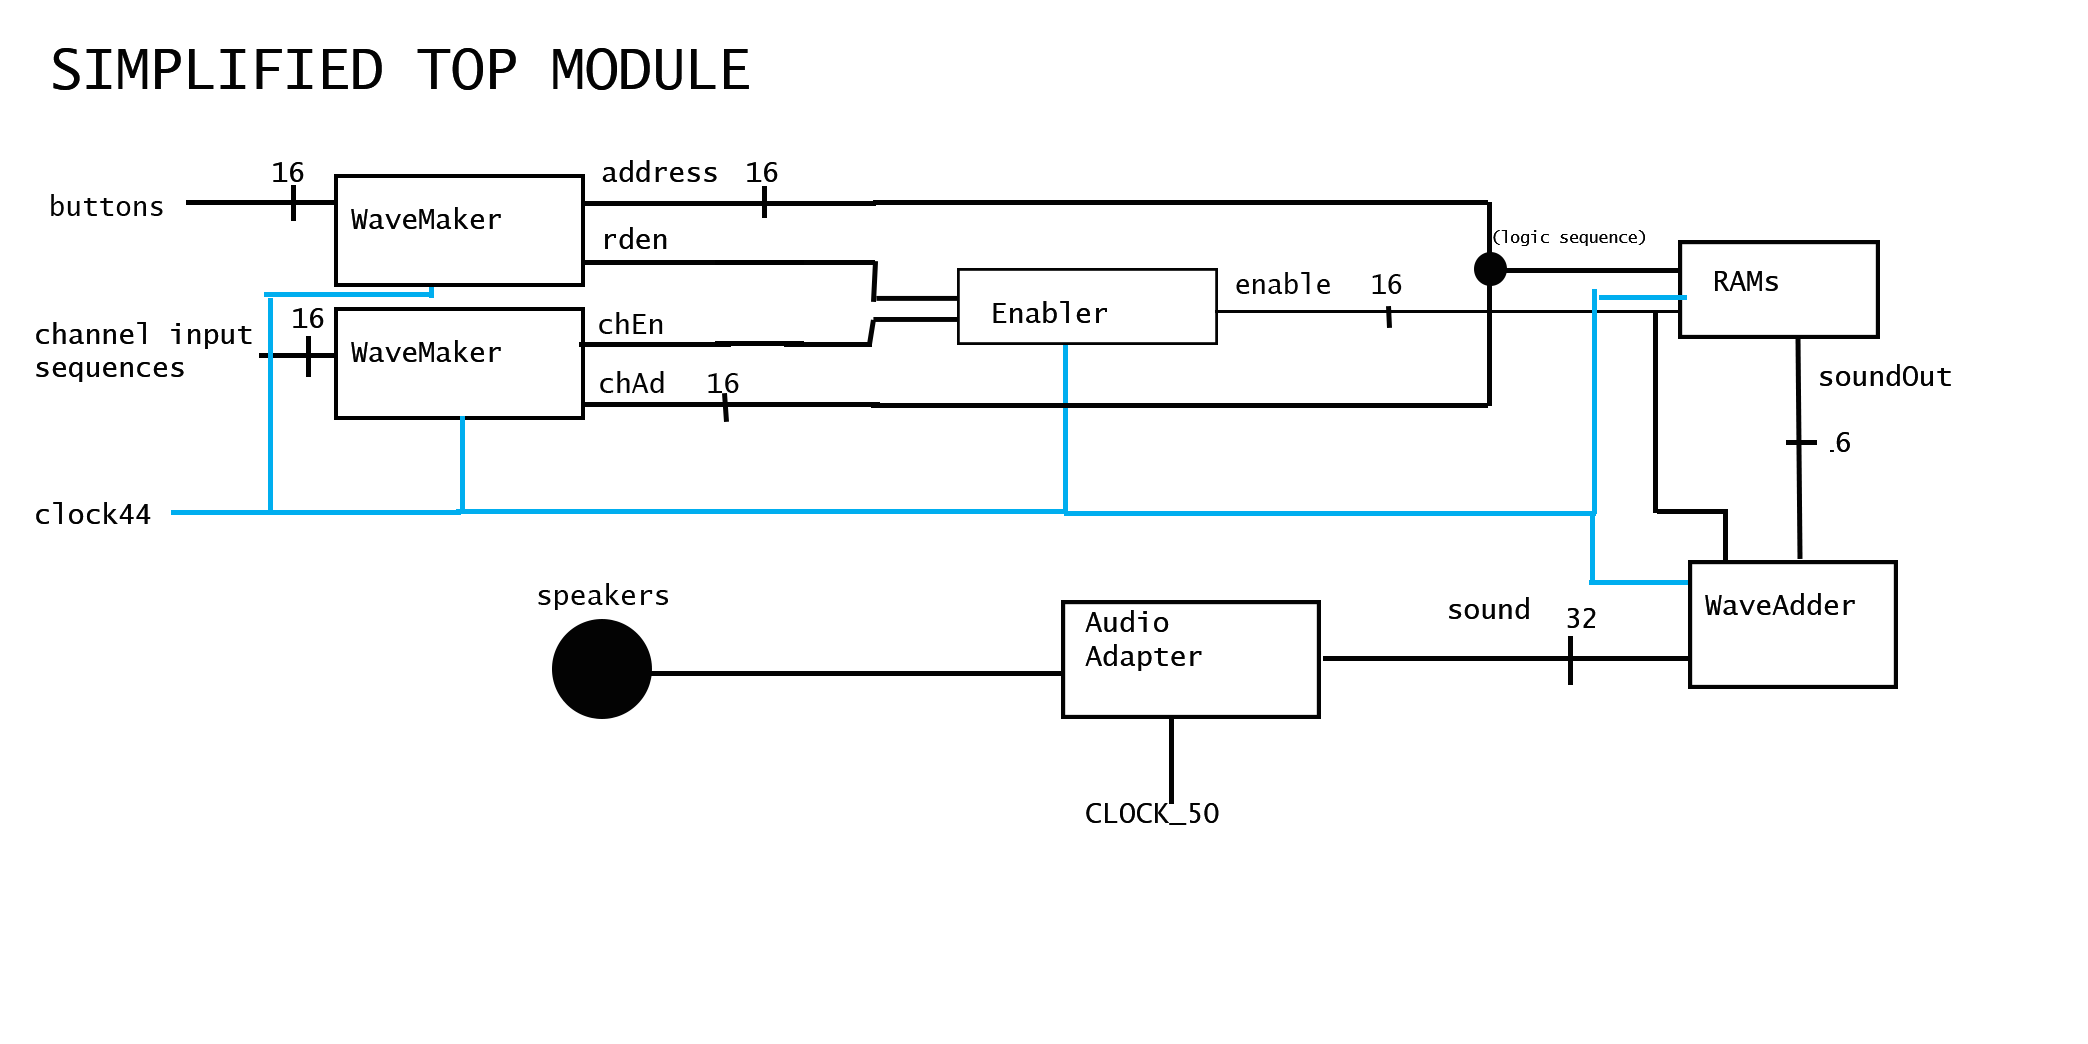 SIMPLIFIED TOP MODULE
address 16
16
buttons
WaveMaker
rden
(logic sequence)
RAMs
enable 16
Enabler
16
channel input
sequences
WaveMaker
chEn
chAd 16
soundOut
.6
clock44
speakers
Audio
Adapter
sound 32
WaveAdder
CLOCK_50